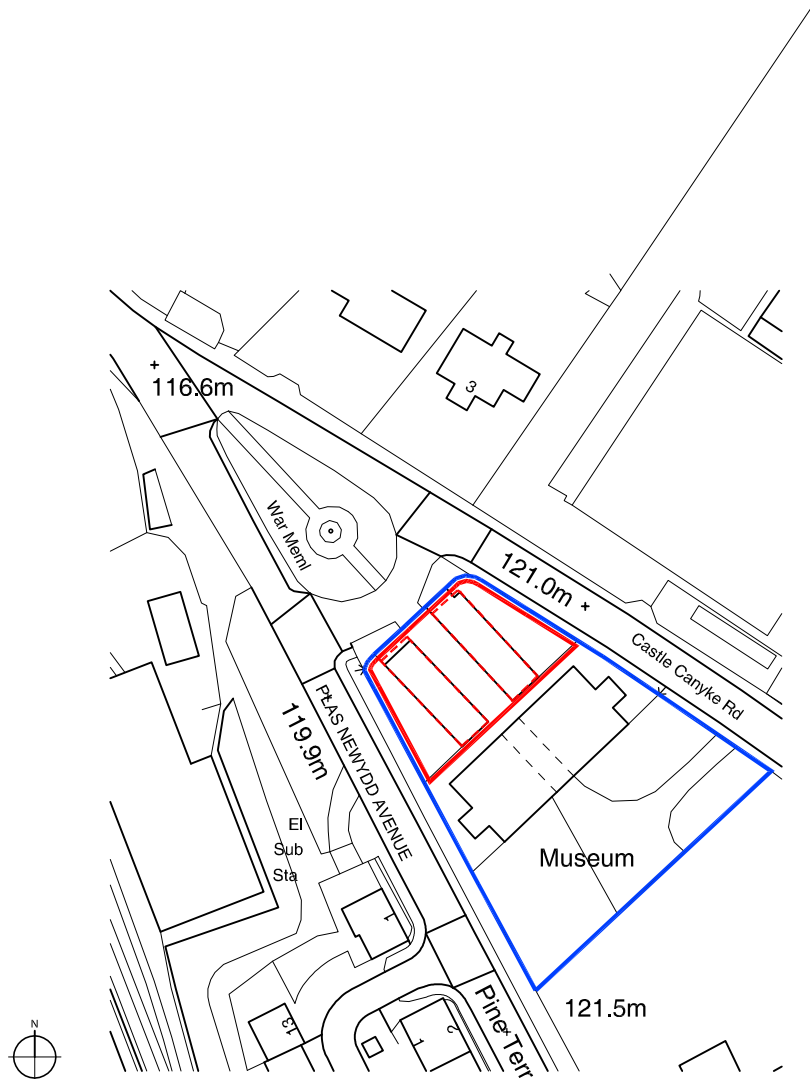 3
116.6m
War Meml
121.0m
Castle Canyke Rd
PLAS NEWYDD AVENUE
119.9m
El
Sub
Sta
Museum
1
13
1
2
Pine Terr
121.5m
N